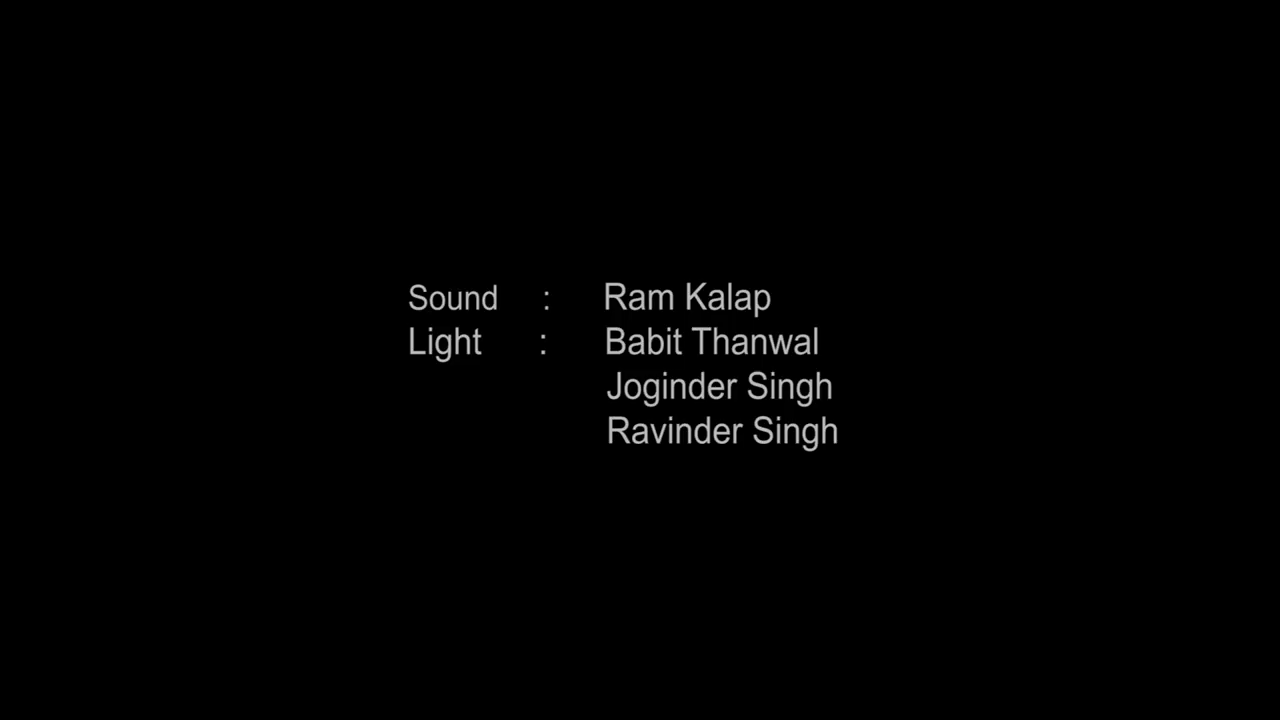 Sound : Ram Kalap
Light : Babit Thanwal
Joginder Singh
Ravinder Singh